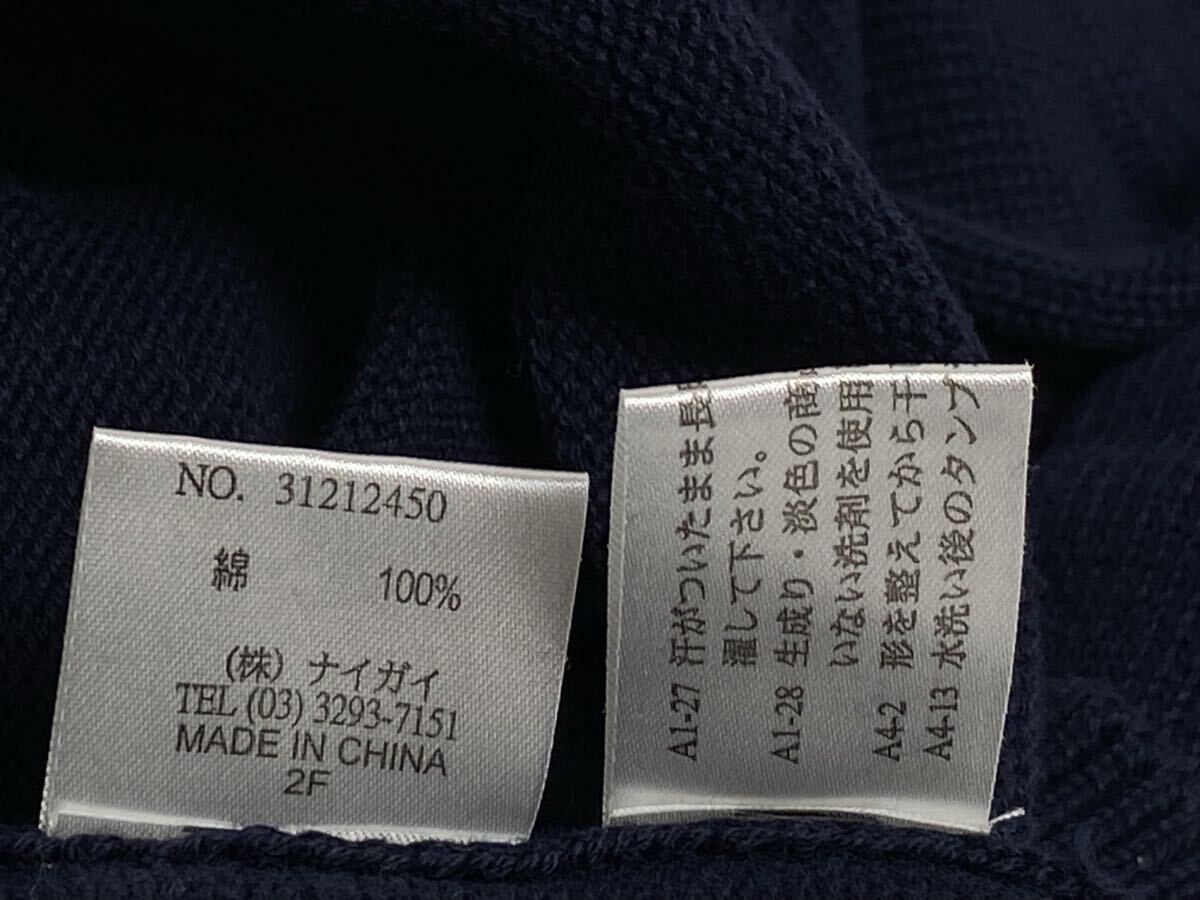 NO. 31212450
綿 100%
(株) ナイガイ
TEL (03) 3293-7151
MADE IN CHINA
2F
A1-27 汗がついたまま長
濯して下さい。
A1-28 生成り・淡色の商
いない洗剤を使用
A4-2 形を整えてから干
A4-13 水洗い後のタンブ